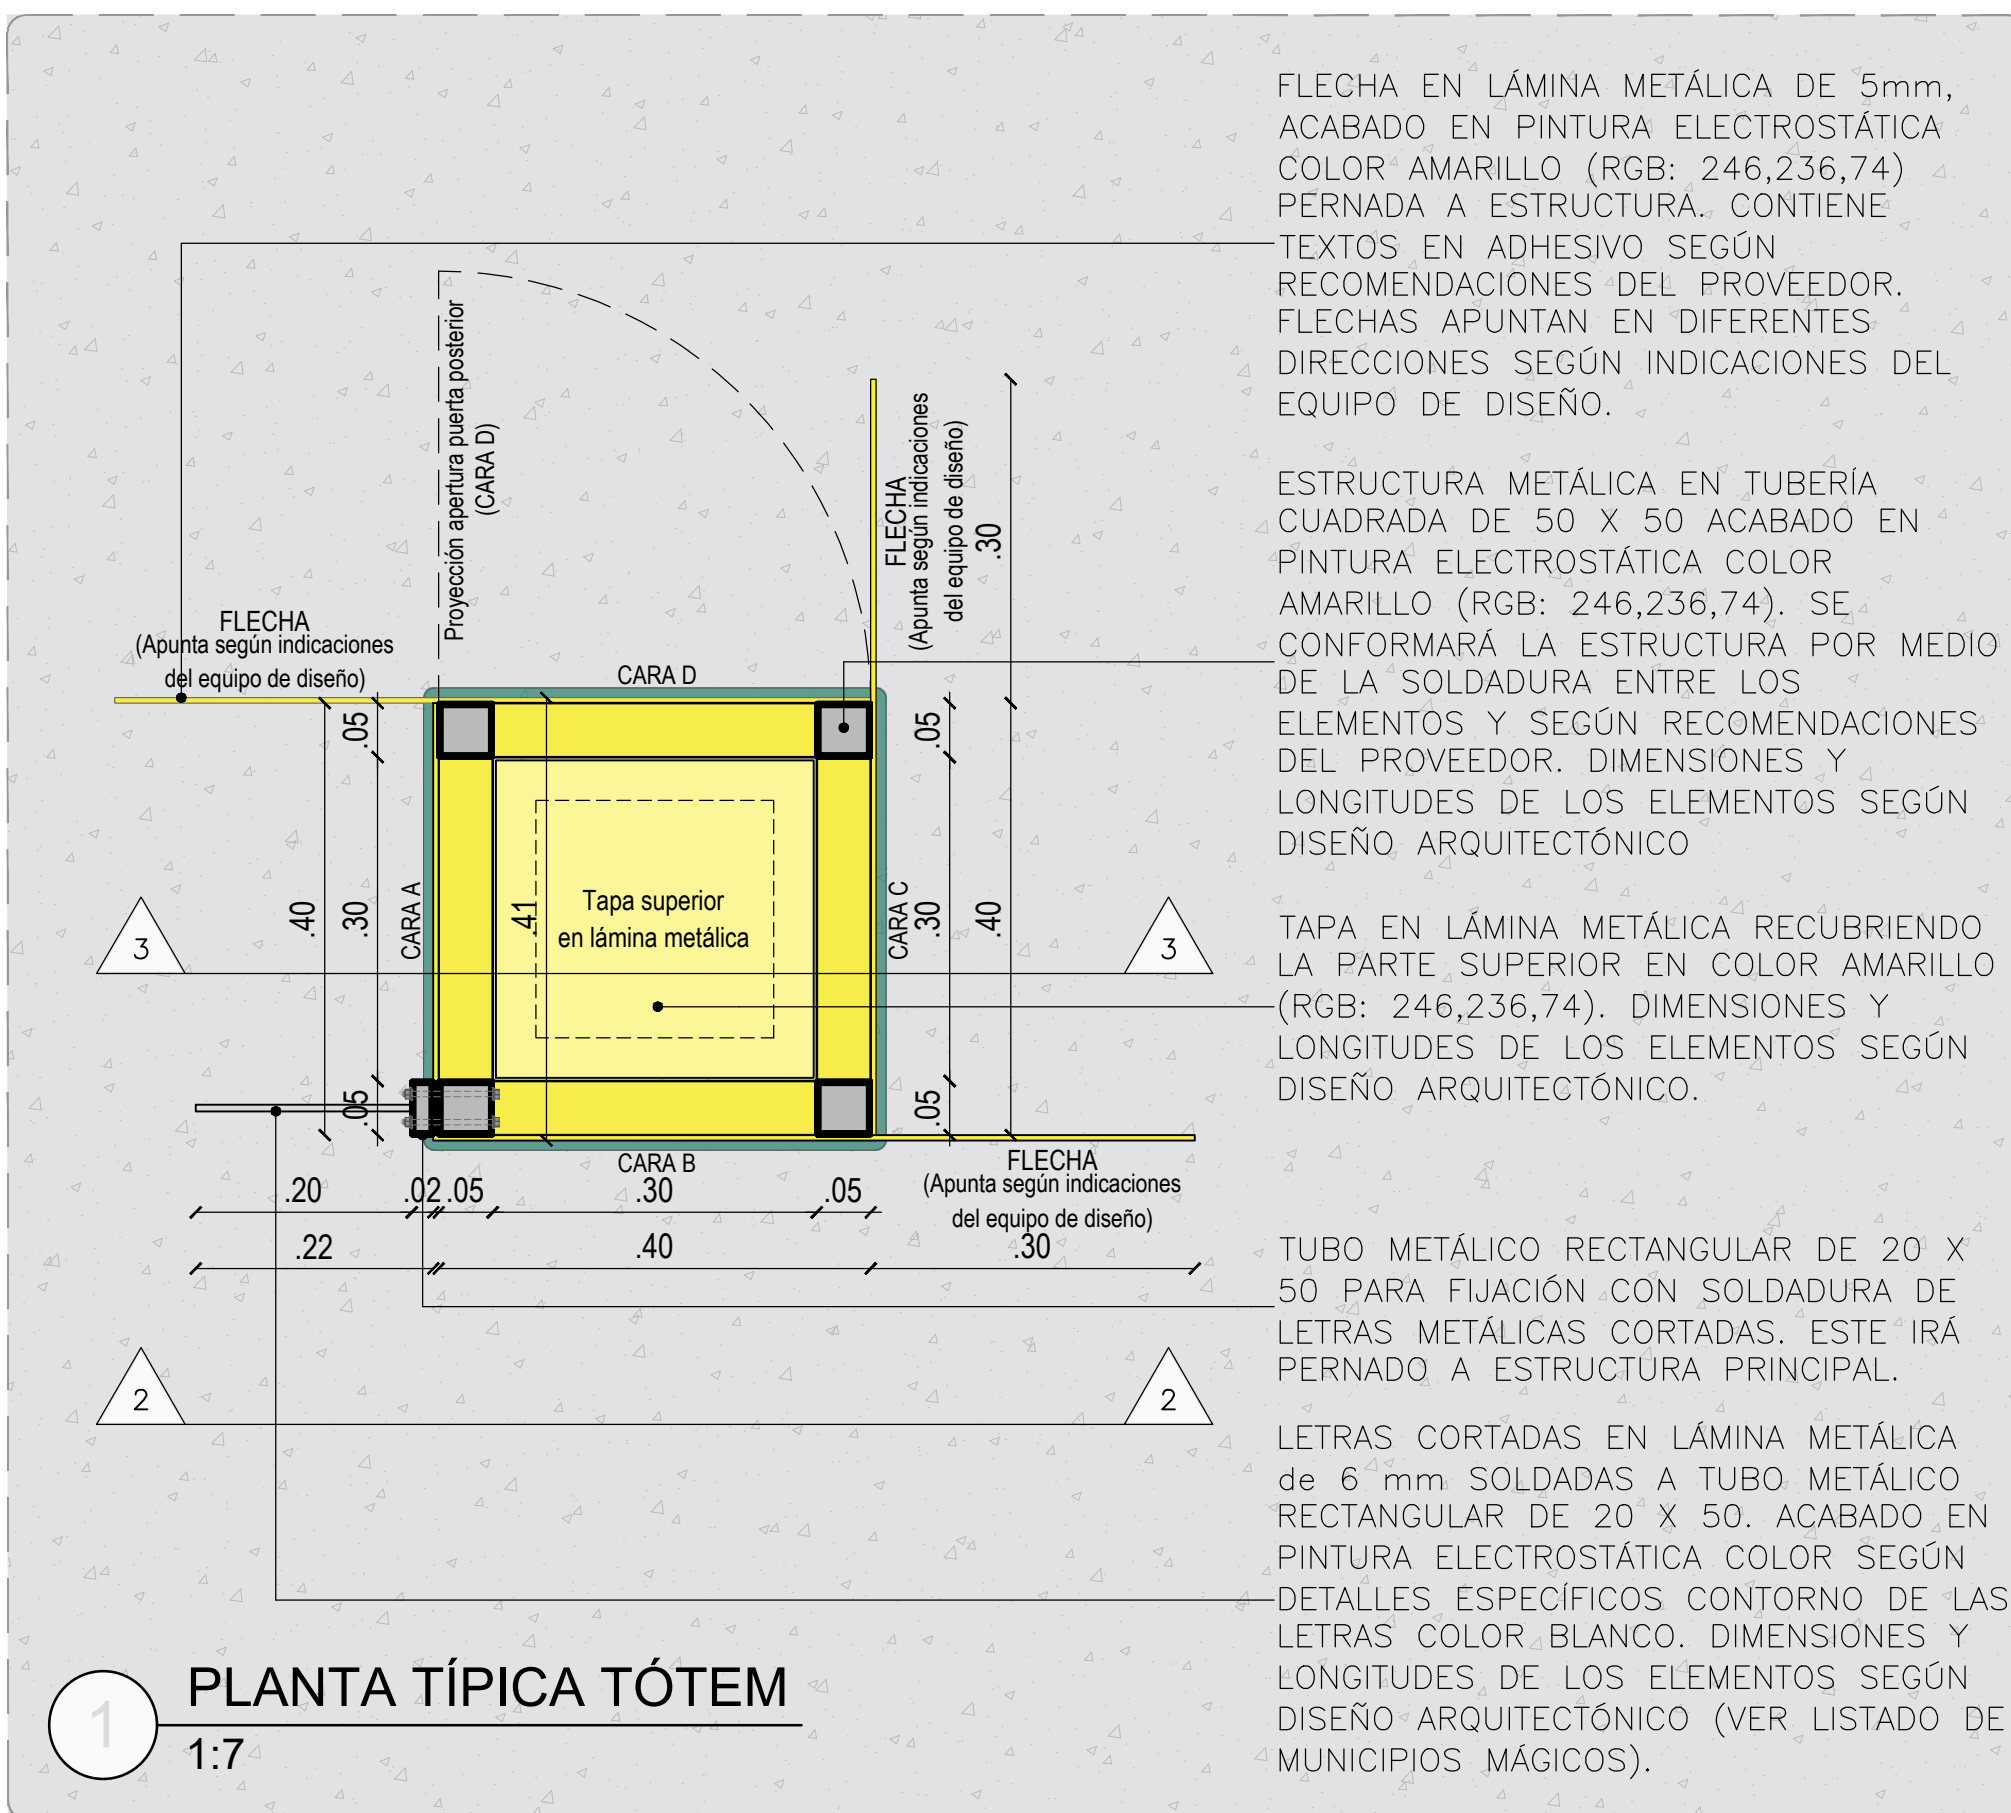 FLECHA EN LÁMINA METÁLICA DE 5mm,
ACABADO EN PINTURA ELECTROSTÁTICA
COLOR AMARILLO (RGB: 246,236,74)
PERNADA A ESTRUCTURA. CONTIENE
TEXTOS EN ADHESIVO SEGÚN
RECOMENDACIONES DEL PROVEEDOR.
FLECHAS APUNTAN EN DIFERENTES
DIRECCIONES SEGÚN INDICACIONES DEL
EQUIPO DE DISEÑO.
ESTRUCTURA METÁLICA EN TUBERÍA
CUADRADA DE 50 X 50 ACABADO EN
PINTURA ELECTROSTÁTICA COLOR
AMARILLO (RGB: 246,236,74). SE
CONFORMARÁ LA ESTRUCTURA POR MEDIO
DE LA SOLDADURA ENTRE LOS
ELEMENTOS Y SEGÚN RECOMENDACIONES
DEL PROVEEDOR. DIMENSIONES Y
LONGITUDES DE LOS ELEMENTOS SEGÚN
DISEÑO ARQUITECTÓNICO
TAPA EN LÁMINA METÁLICA RECUBRIENDO
LA PARTE SUPERIOR EN COLOR AMARILLO
(RGB: 246,236,74). DIMENSIONES Y
LONGITUDES DE LOS ELEMENTOS SEGÚN
DISEÑO ARQUITECTÓNICO.
TUBO METÁLICO RECTANGULAR DE 20 X
50 PARA FIJACIÓN CON SOLDADURA DE
LETRAS METÁLICAS CORTADAS. ESTE IRÁ
PERNADO A ESTRUCTURA PRINCIPAL.
LETRAS CORTADAS EN LÁMINA METÁLICA
de 6 mm SOLDADAS A TUBO METÁLICO
RECTANGULAR DE 20 X 50. ACABADO EN
PINTURA ELECTROSTÁTICA COLOR SEGÚN
DETALLES ESPECÍFICOS CONTORNO DE LAS
LETRAS COLOR BLANCO. DIMENSIONES Y
LONGITUDES DE LOS ELEMENTOS SEGÚN
DISEÑO ARQUITECTÓNICO (VER LISTADO DE
MUNICIPIOS MÁGICOS).
Proyección apertura puerta posterior
(CARA D)
FLECHA
(Apunta según indicaciones
del equipo de diseño)
.30
FLECHA
(Apunta según indicaciones
del equipo de diseño)
CARA D
.05
.05
.40
.30
CARA A
.41
Tapa superior
en lámina metálica
CARA C
.30
.40
3
3
.05
.05
CARA B
FLECHA
(Apunta según indicaciones
del equipo de diseño)
.20
.02
.05
.30
.05
.22
.40
.30
2
2
1
PLANTA TÍPICA TÓTEM
1:7